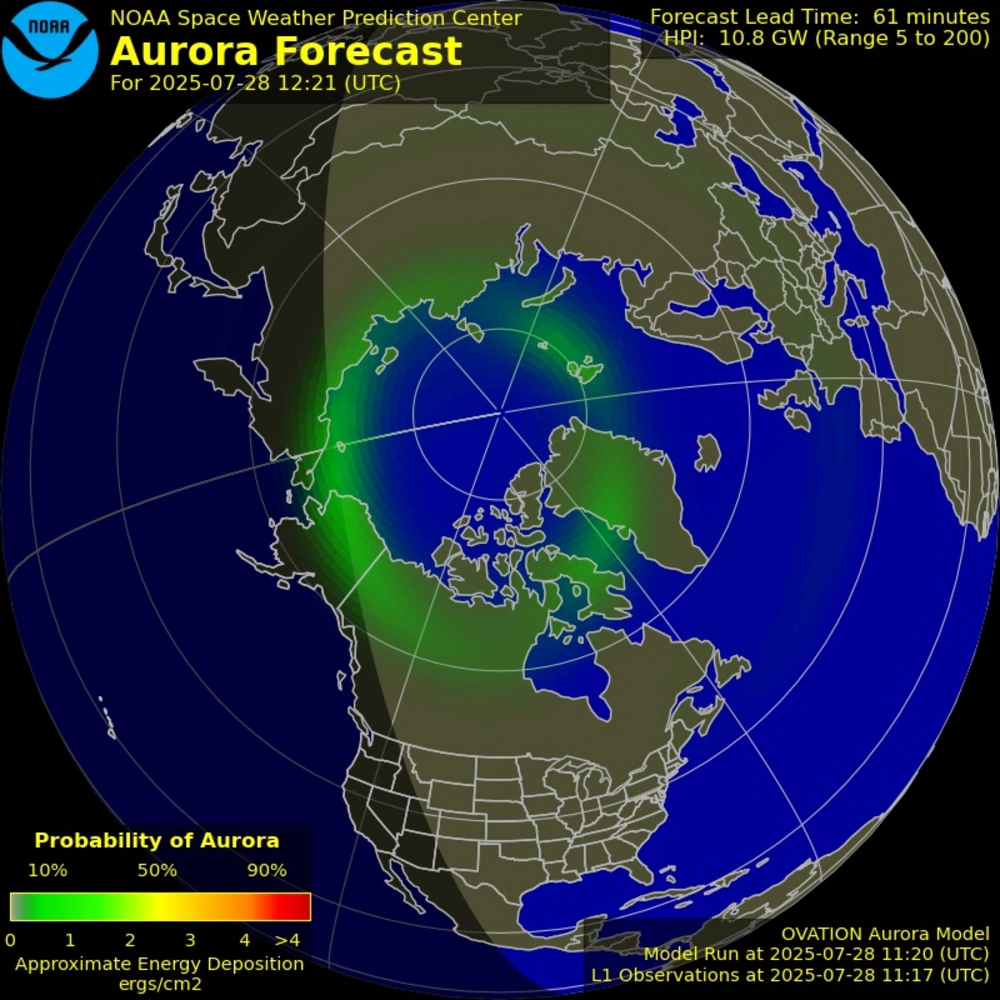 NOAA
NOAA Space Weather Prediction Center
Aurora Forecast
For 2025-07-28 12:21 (UTC)
Forecast Lead Time: 61 minutes
HPI: 10.8 GW (Range 5 to 200)
Probability of Aurora
10% 50% 90%
0 1 2 3 4 >4
Approximate Energy Deposition
ergs/cm2
OVATION Aurora Model
Model Run at 2025-07-28 11:20 (UTC)
L1 Observations at 2025-07-28 11:17 (UTC)